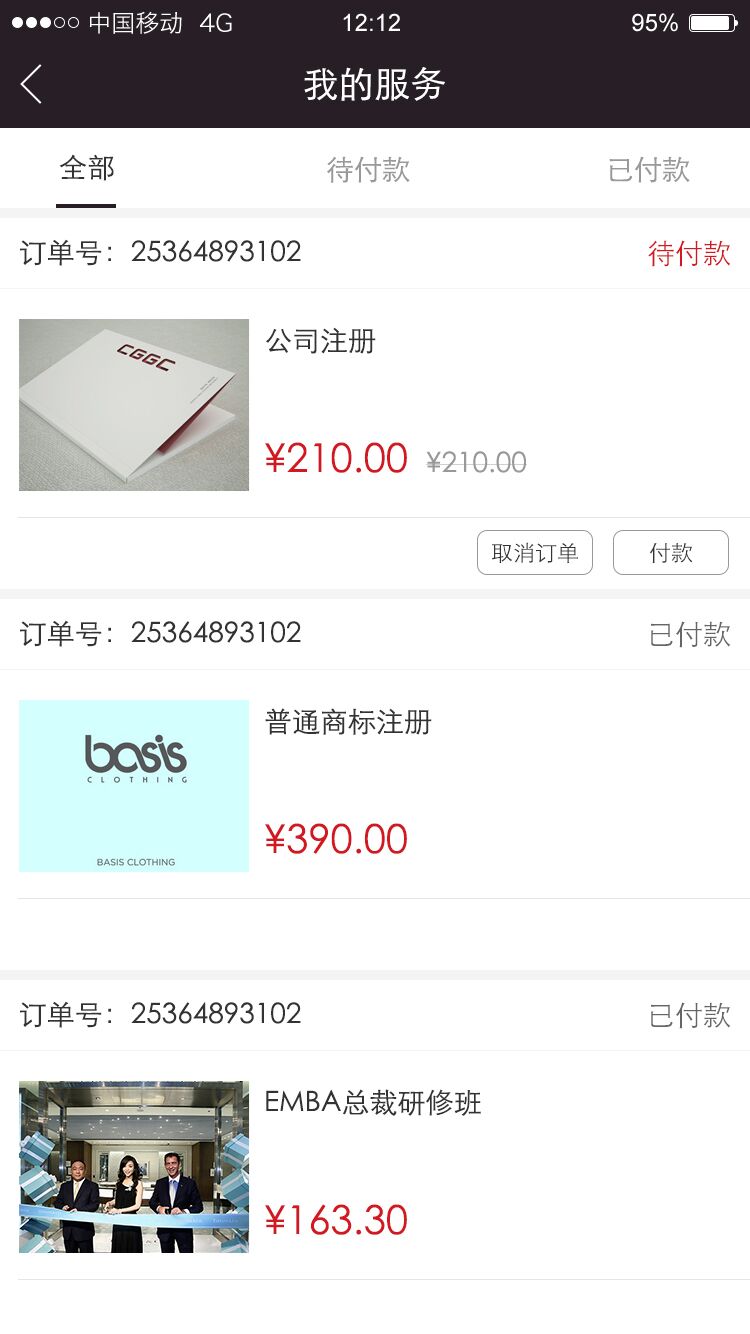 中国移动 4G 12:12 95%
我的服务
全部 待付款 已付款
订单号：25364893102 待付款
CGGC
公司注册
¥210.00 ¥210.00
取消订单 付款
订单号：25364893102 已付款
basis
CLOTHING
BASIS CLOTHING
普通商标注册
¥390.00
订单号：25364893102 已付款
EMBA总裁研修班
¥163.30